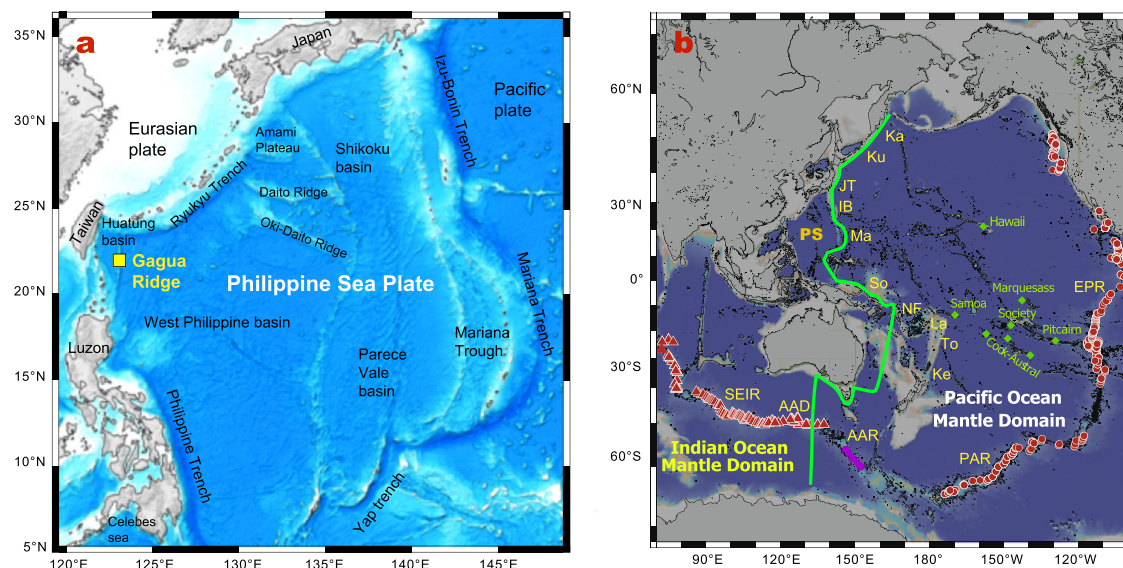 a
35°N
30°N
25°N
20°N
15°N
10°N
5°N
120°E
125°E
130°E
135°E
140°E
145°E
Japan
Izu-Bonin Trench
Pacific
plate
Eurasian
plate
Amami
Plateau
Shikoku
basin
Ryukyu Trench
Daito Ridge
Taiwan
Huatung
basin
Oki-Daito Ridge
Gagua
Ridge
Philippine Sea Plate
Mariana Trench
West Philippine basin
Luzon
Mariana
Trough.
Parece
Vale
basin
Philippine Trench
Yap trench
Celebes
sea
b
60°N
30°N
0°
30°S
60°S
90°E
120°E
150°E
180°
150°W
120°W
Ka
Ku
JS
JT
IB
PS
Ma
Hawaii
So
Marquesass
EPR
NF
Samoa
Society
La
Pitcairn
To
Cook-Austral
Ke
SEIR
AAD
Pacific Ocean
Mantle Domain
AAR
Indian Ocean
Mantle Domain
PAR